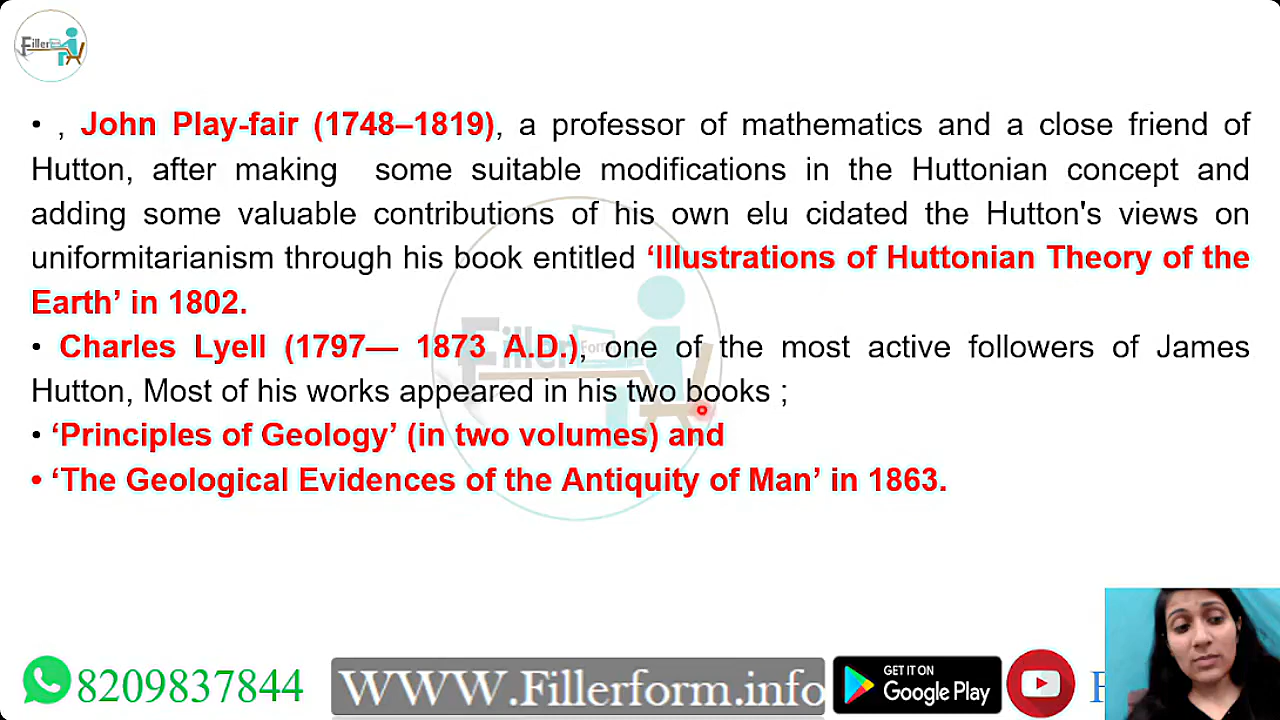 Filler
• , John Play-fair (1748–1819), a professor of mathematics and a close friend of
Hutton, after making some suitable modifications in the Huttonian concept and
adding some valuable contributions of his own elu cidated the Hutton's views on
uniformitarianism through his book entitled ‘Illustrations of Huttonian Theory of the
Earth’ in 1802.
Filler Form
• Charles Lyell (1797— 1873 A.D.), one of the most active followers of James
Hutton, Most of his works appeared in his two books ;
• ‘Principles of Geology’ (in two volumes) and
• ‘The Geological Evidences of the Antiquity of Man’ in 1863.
8209837844
WWW.Fillerform.info
GET IT ON
Google Play
F